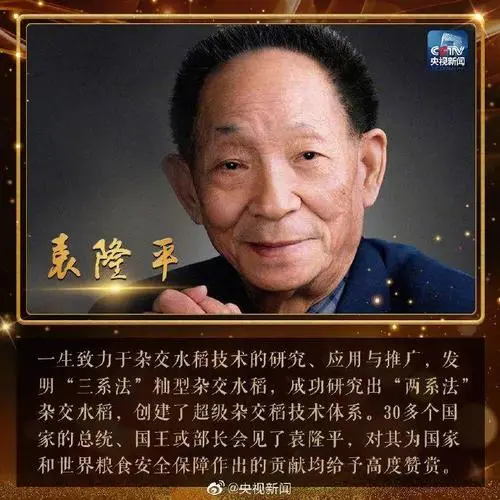 CCTV
央视新闻
袁隆平
一生致力于杂交水稻技术的研究、应用与推广，发
明“三系法”籼型杂交水稻，成功研究出“两系法”
杂交水稻，创建了超级杂交稻技术体系。30多个国
家的总统、国王或部长会见了袁隆平，对其为国家
和世界粮食安全保障作出的贡献均给予高度赞赏。
@央视新闻